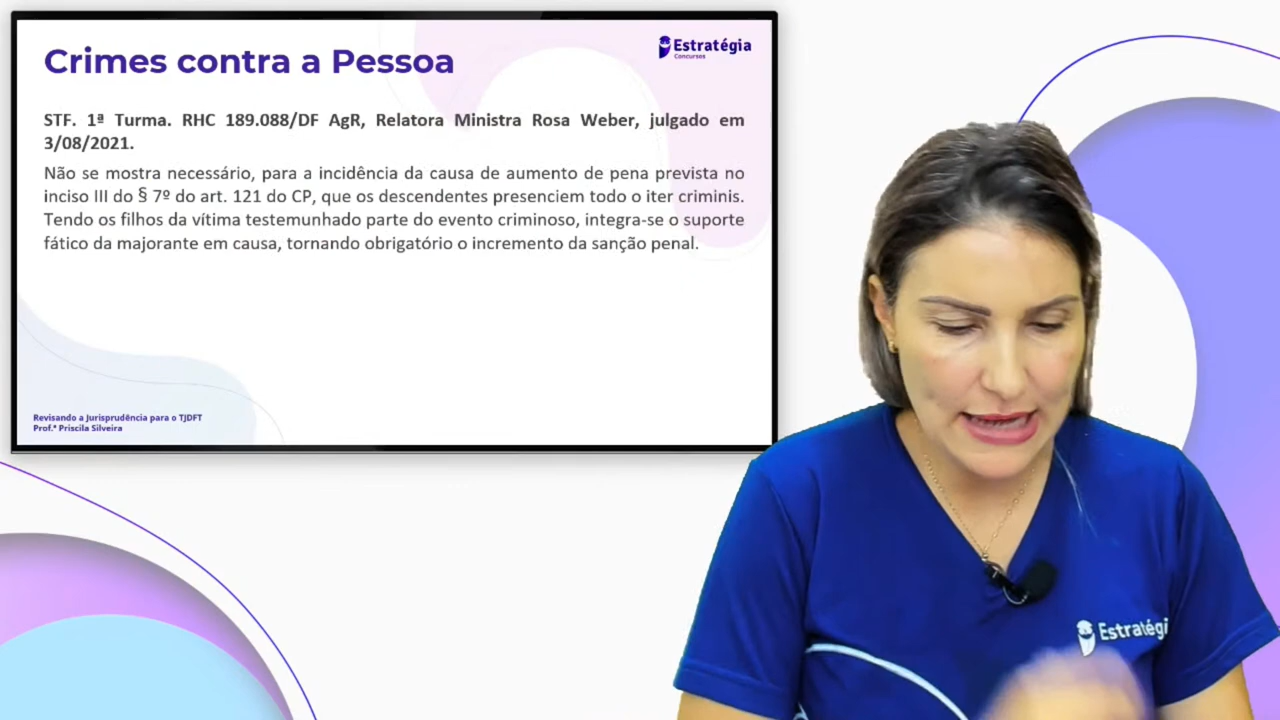 Crimes contra a Pessoa
Estratégia
Concursos
STF. 1ª Turma. RHC 189.088/DF AgR, Relatora Ministra Rosa Weber, julgado em
3/08/2021.
Não se mostra necessário, para a incidência da causa de aumento de pena prevista no
inciso III do § 7º do art. 121 do CP, que os descendentes presenciem todo o iter criminis.
Tendo os filhos da vítima testemunhado parte do evento criminoso, integra-se o suporte
fático da majorante em causa, tornando obrigatório o incremento da sanção penal.
Revisando a Jurisprudência para o TJDFT
Prof.ª Priscila Silveira
Estratégi